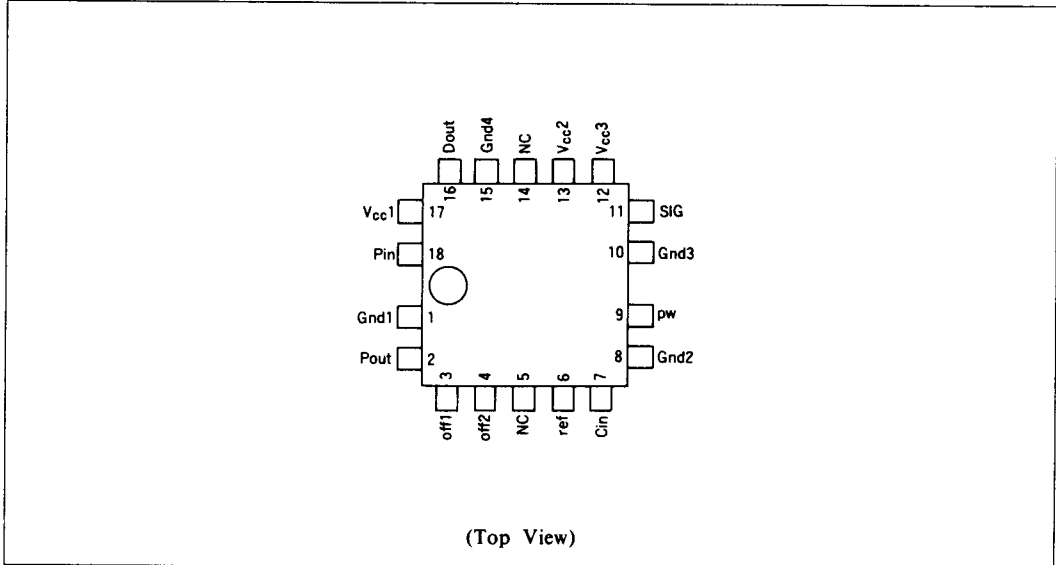 Dout Gnd4 NC Vcc2 Vcc3
16 15 14 13 12
Vcc1 17 11 SIG
Pin 18 10 Gnd3
Gnd1 1 9 pw
Pout 2 8 Gnd2
3 4 5 6 7
off1 off2 NC ref Cin
(Top View)